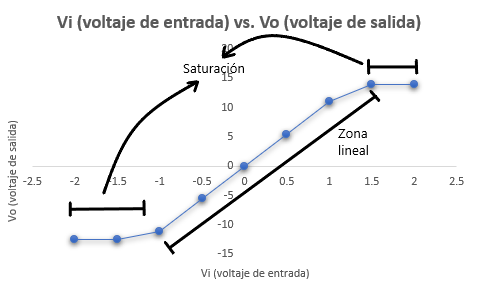 Vi (voltaje de entrada) vs. Vo (voltaje de salida)
20
Saturación
15
10
Zona
lineal
5
0
-2.5 -2 -1.5 -1 -0.5 0 0.5 1 1.5 2 2.5
-5
-10
-15
Vo (voltaje de salida)
Vi (voltaje de entrada)